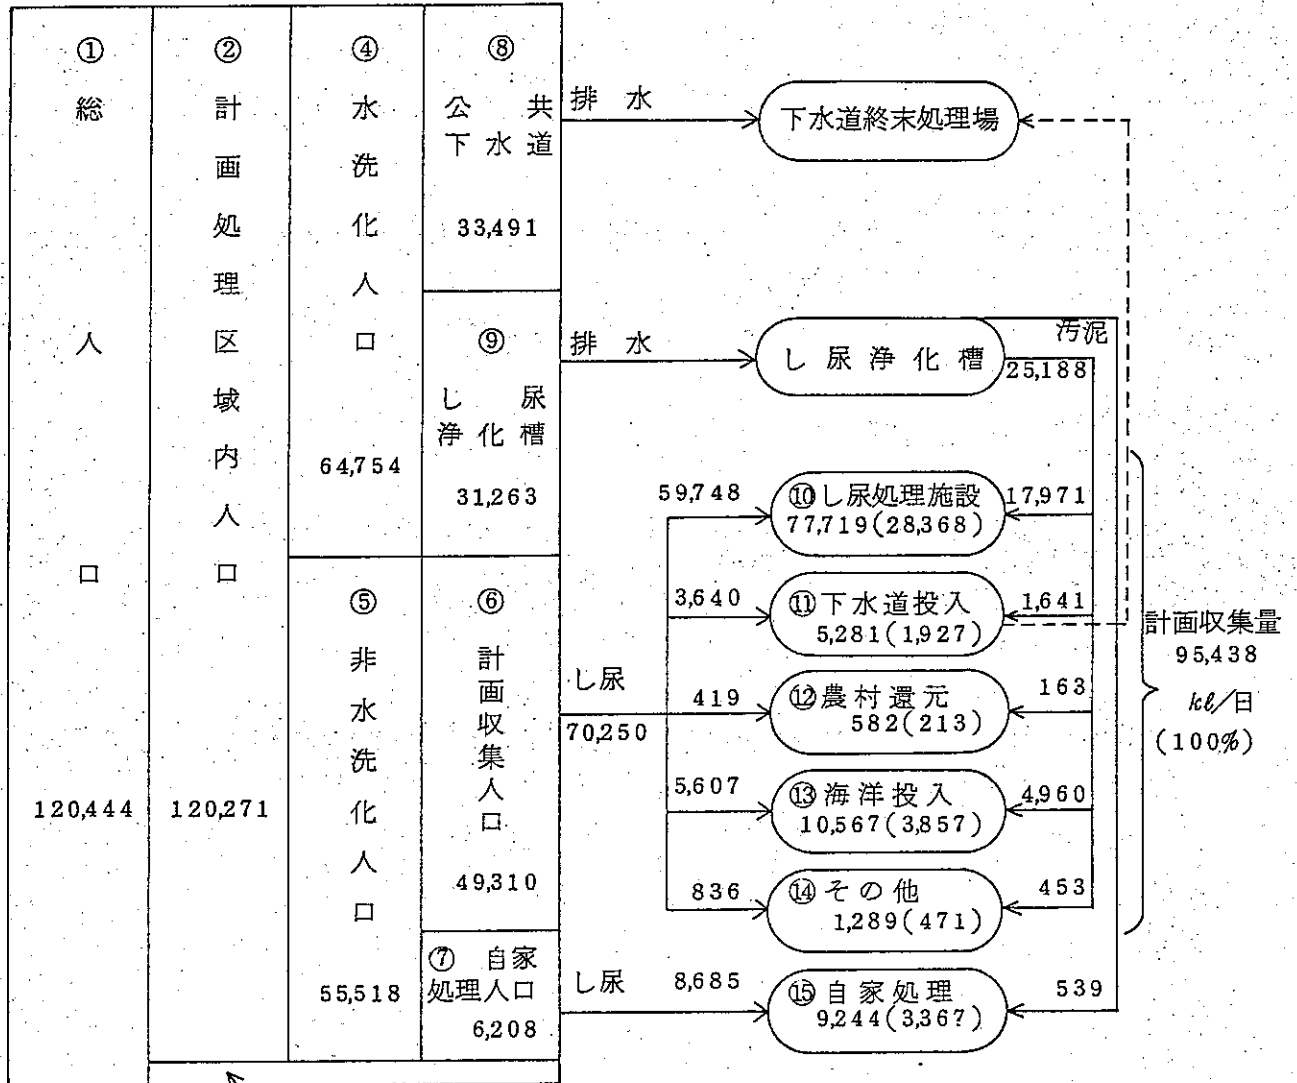 ①
総人口
120,444
②
計画処理区域内人口
120,271
④
水洗化人口
64,754
⑤
非水洗化人口
55,518
⑧
公共
下水道
33,491
⑨
し尿
浄化槽
31,263
⑥
計画収集人口
49,310
⑦ 自家
処理人口
6,208
排水
下水道終末処理場
排水
し尿浄化槽
汚泥
25,188
し尿
70,250
59,748
⑩し尿処理施設
77,719(28,368)
17,971
3,640
⑪下水道投入
5,281(1,927)
1,641
419
⑫農村還元
582(213)
163
5,607
⑬海洋投入
10,567(3,857)
4,960
836
⑭その他
1,289(471)
453
計画収集量
95,438
kℓ/日
(100%)
し尿
8,685
⑮自家処理
9,244(3,367)
539